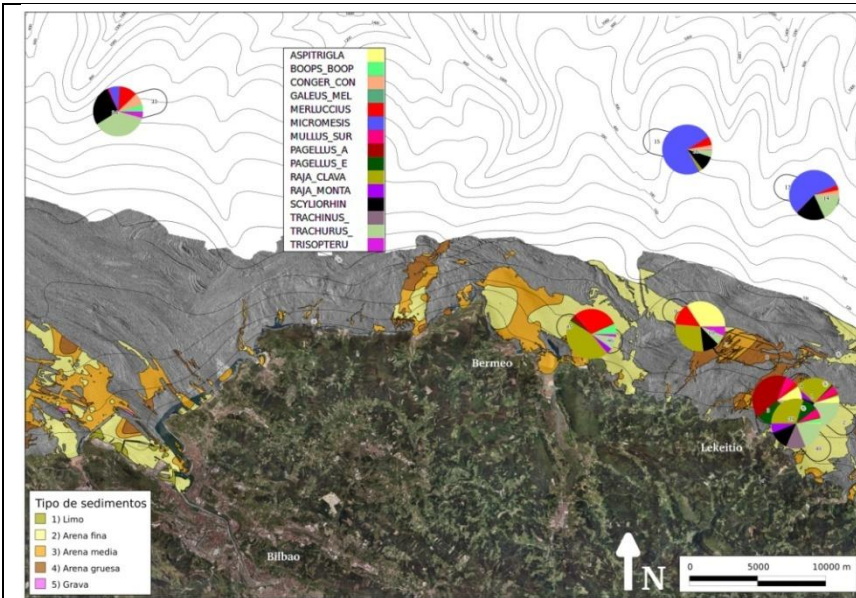 ASPITRIGLA
BOOPS_BOOP
CONGER_CON
GALEUS_MEL
MERLUCCIUS
MICROMESIS
MULLUS_SUR
PAGELLUS_A
PAGELLUS_E
RAJA_CLAVA
RAJA_MONTA
SCYLIORHIN
TRACHINUS_
TRACHURUS_
TRISOPTERU
Bermeo
Lekeitio
Bilbao
Tipo de sedimentos
1) Limo
2) Arena fina
3) Arena media
4) Arena gruesa
5) Grava
N
0 5000 10000 m